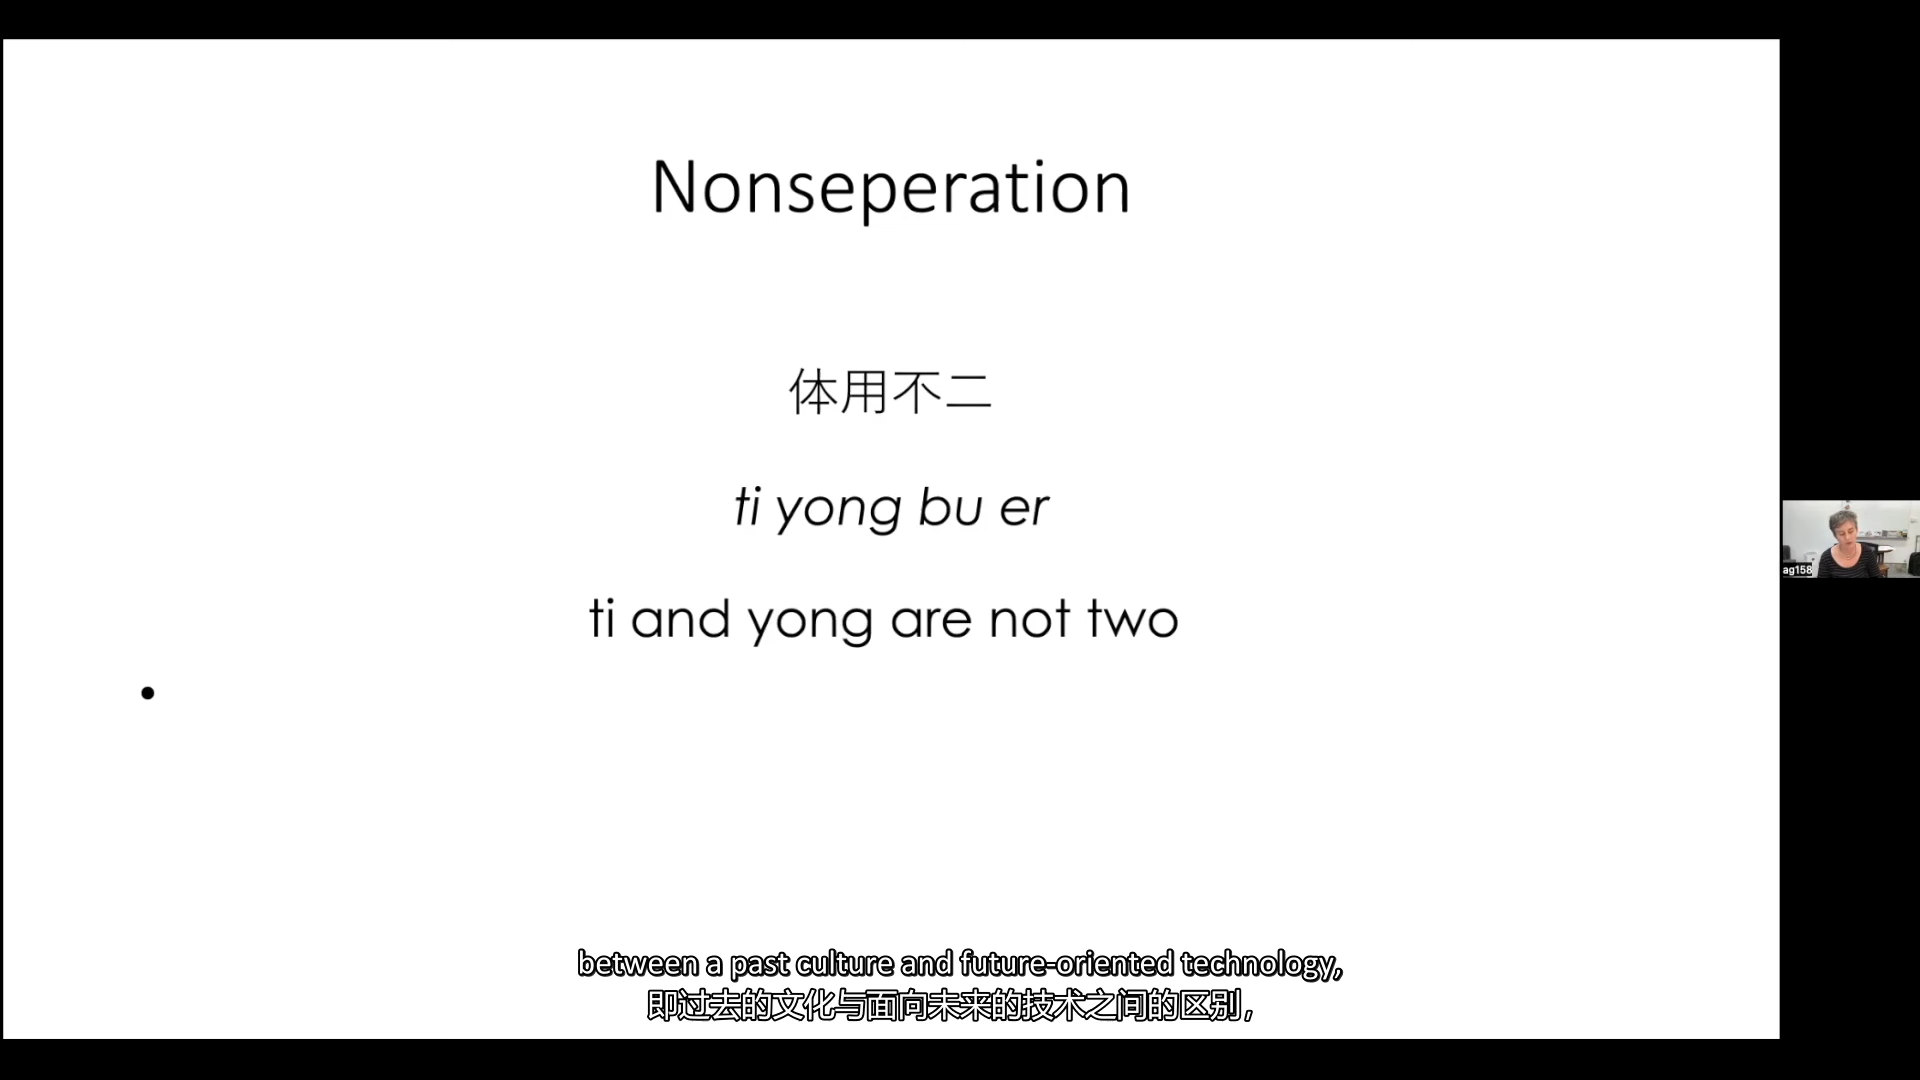 Nonseperation
体用不二
ti yong bu er
ti and yong are not two
ag158
between a past culture and future-oriented technology,
即过去的文化与面向未来的技术之间的区别，